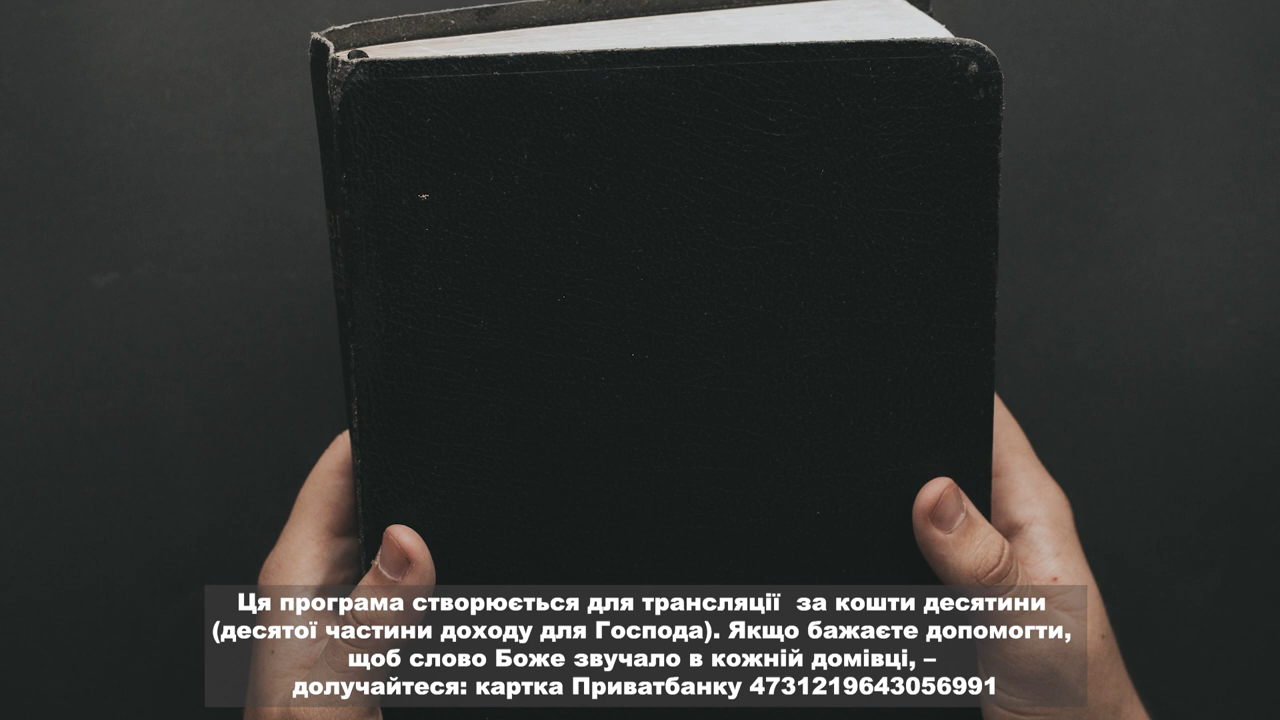 Ця програма створюється для трансляції за кошти десятини
(десятої частини доходу для Господа). Якщо бажаєте допомогти,
щоб слово Боже звучало в кожній домівці, –
долучайтеся: картка Приватбанку 4731219643056991